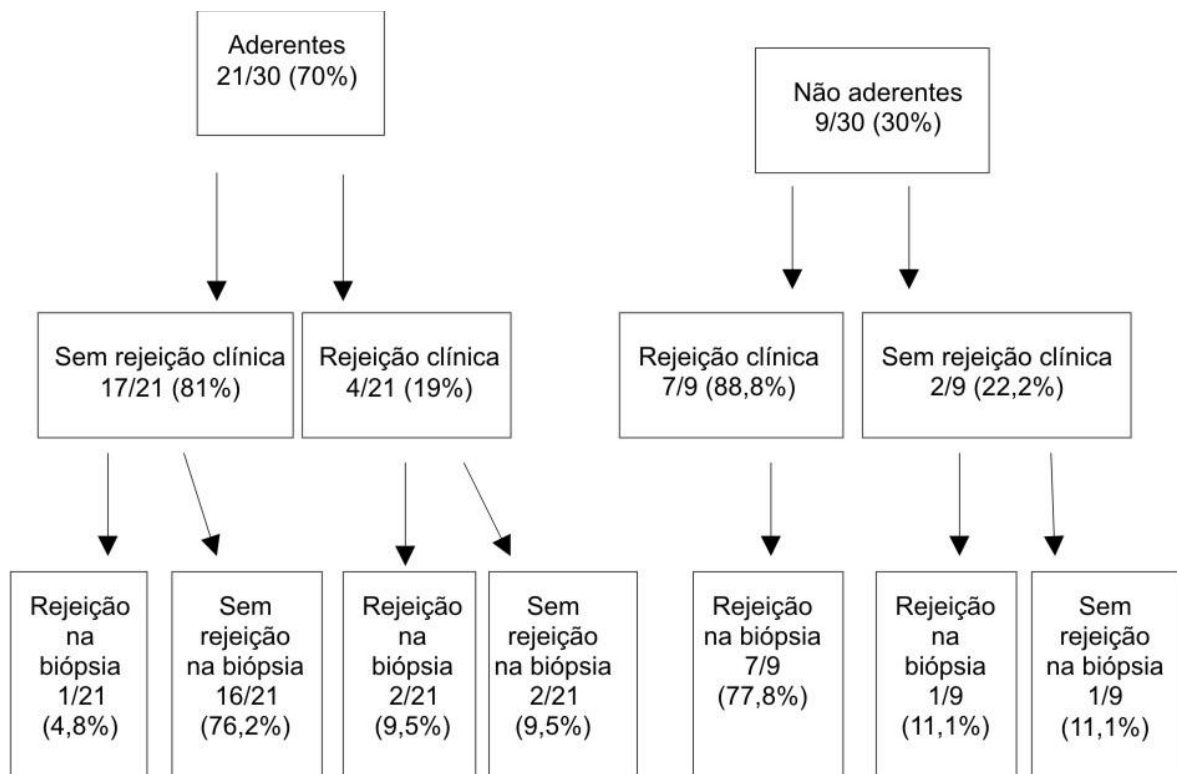 Aderentes
21/30 (70%)
Não aderentes
9/30 (30%)
Sem rejeição clínica
17/21 (81%)
Rejeição clínica
4/21 (19%)
Rejeição clínica
7/9 (88,8%)
Sem rejeição clínica
2/9 (22,2%)
Rejeição
na
biópsia
1/21
(4,8%)
Sem
rejeição
na biópsia
16/21
(76,2%)
Rejeição
na
biópsia
2/21
(9,5%)
Sem
rejeição
na biópsia
2/21
(9,5%)
Rejeição
na biópsia
7/9
(77,8%)
Rejeição
na
biópsia
1/9
(11,1%)
Sem
rejeição
na biópsia
1/9
(11,1%)